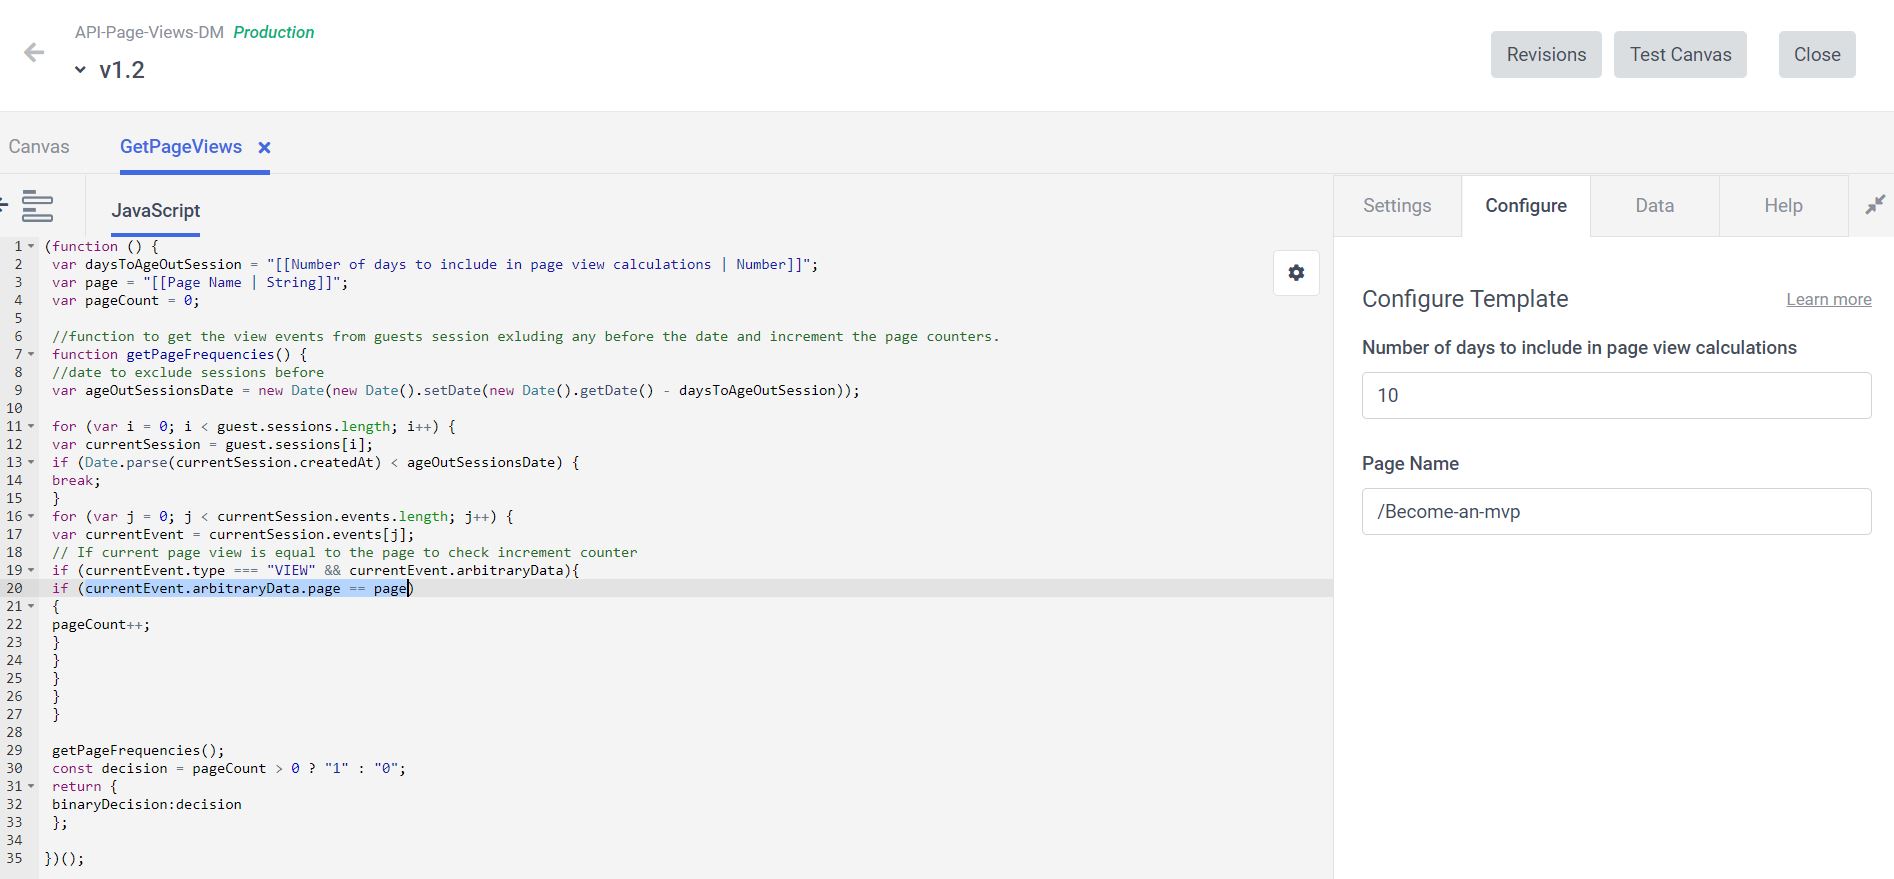 API-Page-Views-DM Production
v1.2
Revisions
Test Canvas
Close
Canvas
GetPageViews ×
JavaScript
Settings
Configure
Data
Help
1 (function () {
2 var daysToAgeOutSession = "[[Number of days to include in page view calculations | Number]]";
3 var page = "[[Page Name | String]]";
4 var pageCount = 0;
5
6 //function to get the view events from guests session exluding any before the date and increment the page counters.
7 function getPageFrequencies() {
8 //date to exclude sessions before
9 var ageOutSessionsDate = new Date(new Date().setDate(new Date().getDate() - daysToAgeOutSession));
10
11 for (var i = 0; i < guest.sessions.length; i++) {
12 var currentSession = guest.sessions[i];
13 if (Date.parse(currentSession.createdAt) < ageOutSessionsDate) {
14 break;
15 }
16 for (var j = 0; j < currentSession.events.length; j++) {
17 var currentEvent = currentSession.events[j];
18 // If current page view is equal to the page to check increment counter
19 if (currentEvent.type === "VIEW" && currentEvent.arbitraryData){
20 if (currentEvent.arbitraryData.page == page)
21 {
22 pageCount++;
23 }
24 }
25 }
26 }
27 }
28
29 getPageFrequencies();
30 const decision = pageCount > 0 ? "1" : "0";
31 return {
32 binaryDecision:decision
33 };
34
35 })();
Configure Template
Learn more
Number of days to include in page view calculations
10
Page Name
/Become-an-mvp